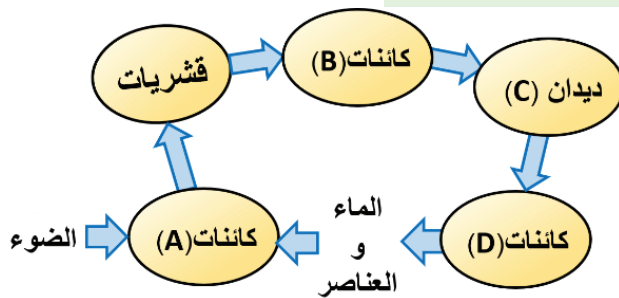 قشريات
كائنات(B)
ديدان (C)
كائنات(D)
الماء
و
العناصر
كائنات(A)
الضوء